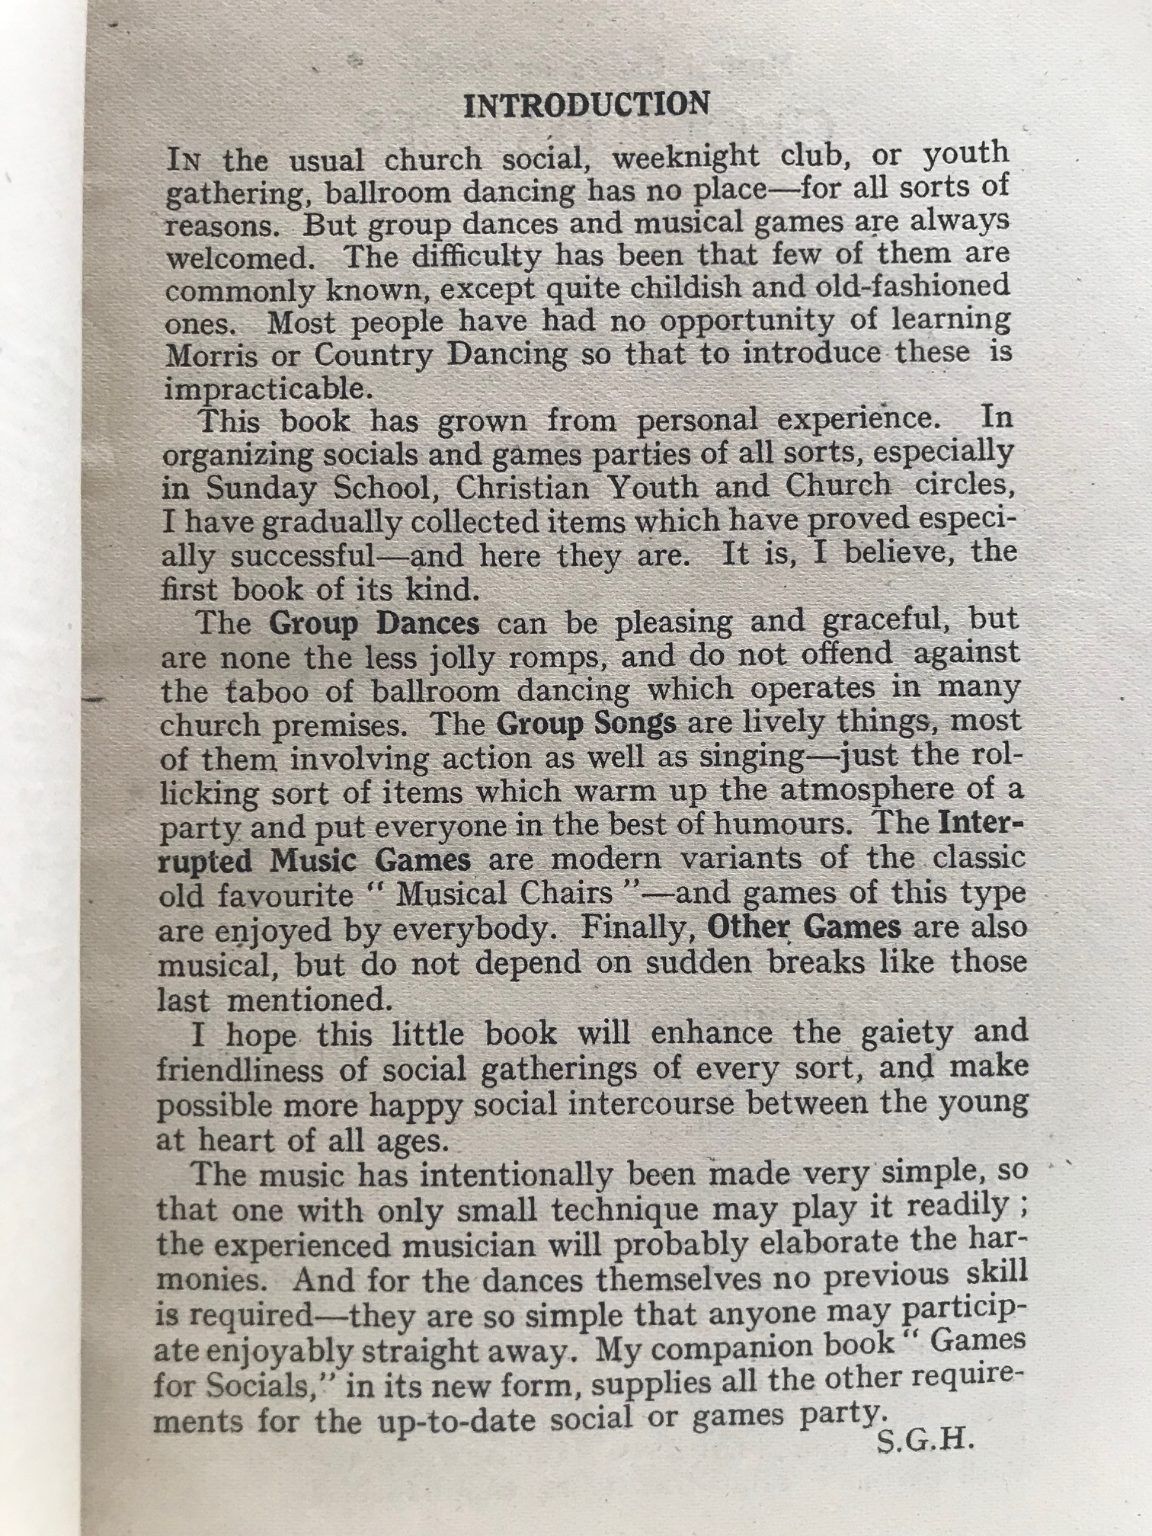 INTRODUCTION
IN the usual church social, weeknight club, or youth
gathering, ballroom dancing has no place—for all sorts of
reasons. But group dances and musical games are always
welcomed. The difficulty has been that few of them are
commonly known, except quite childish and old-fashioned
ones. Most people have had no opportunity of learning
Morris or Country Dancing so that to introduce these is
impracticable.
This book has grown from personal experience. In
organizing socials and games parties of all sorts, especially
in Sunday School, Christian Youth and Church circles,
I have gradually collected items which have proved especi-
ally successful—and here they are. It is, I believe, the
first book of its kind.
The Group Dances can be pleasing and graceful, but
are none the less jolly romps, and do not offend against
the taboo of ballroom dancing which operates in many
church premises. The Group Songs are lively things, most
of them involving action as well as singing—just the rol-
licking sort of items which warm up the atmosphere of a
party and put everyone in the best of humours. The Inter-
rupted Music Games are modern variants of the classic
old favourite “ Musical Chairs ”—and games of this type
are enjoyed by everybody. Finally, Other Games are also
musical, but do not depend on sudden breaks like those
last mentioned.
I hope this little book will enhance the gaiety and
friendliness of social gatherings of every sort, and make
possible more happy social intercourse between the young
at heart of all ages.
The music has intentionally been made very simple, so
that one with only small technique may play it readily ;
the experienced musician will probably elaborate the har-
monies. And for the dances themselves no previous skill
is required—they are so simple that anyone may particip-
ate enjoyably straight away. My companion book “ Games
for Socials,” in its new form, supplies all the other require-
ments for the up-to-date social or games party.
S.G.H.